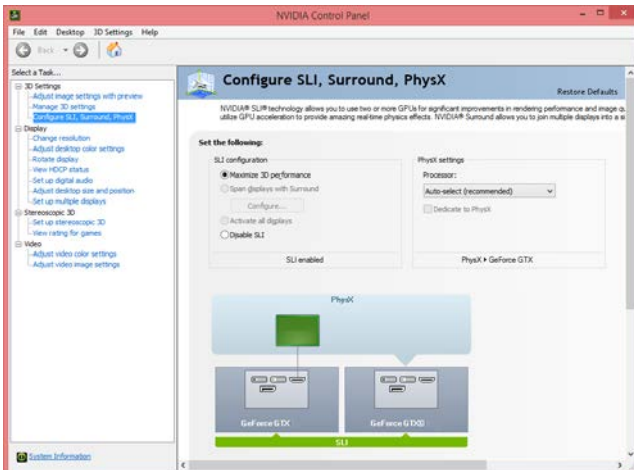 NVIDIA Control Panel
File Edit Desktop 3D Settings Help
Back
Select a Task...
3D Settings
Adjust image settings with preview
Manage 3D settings
Configure SLI, Surround, PhysX
Display
Change resolution
Adjust desktop color settings
Rotate display
View HDCP status
Set up digital audio
Adjust desktop size and position
Set up multiple displays
Stereoscopic 3D
Set up stereoscopic 3D
View rating for games
Video
Adjust video color settings
Adjust video image settings
System Information
Configure SLI, Surround, PhysX
Restore Defaults
NVIDIA® SLI® technology allows you to use two or more GPUs for significant improvements in rendering performance and image qu
utilize GPU acceleration to provide amazing real-time physics effects. NVIDIA® Surround allows you to join multiple displays into a si
Set the following:
SLI configuration
Maximize 3D performance
Span displays with Surround
Configure...
Activate all displays
Disable SLI
SLI enabled
PhysX settings
Processor:
Auto-select (recommended)
Dedicate to PhysX
PhysX ▸ GeForce GTX
PhysX
GeForce GTX
GeForce GTX
SLI